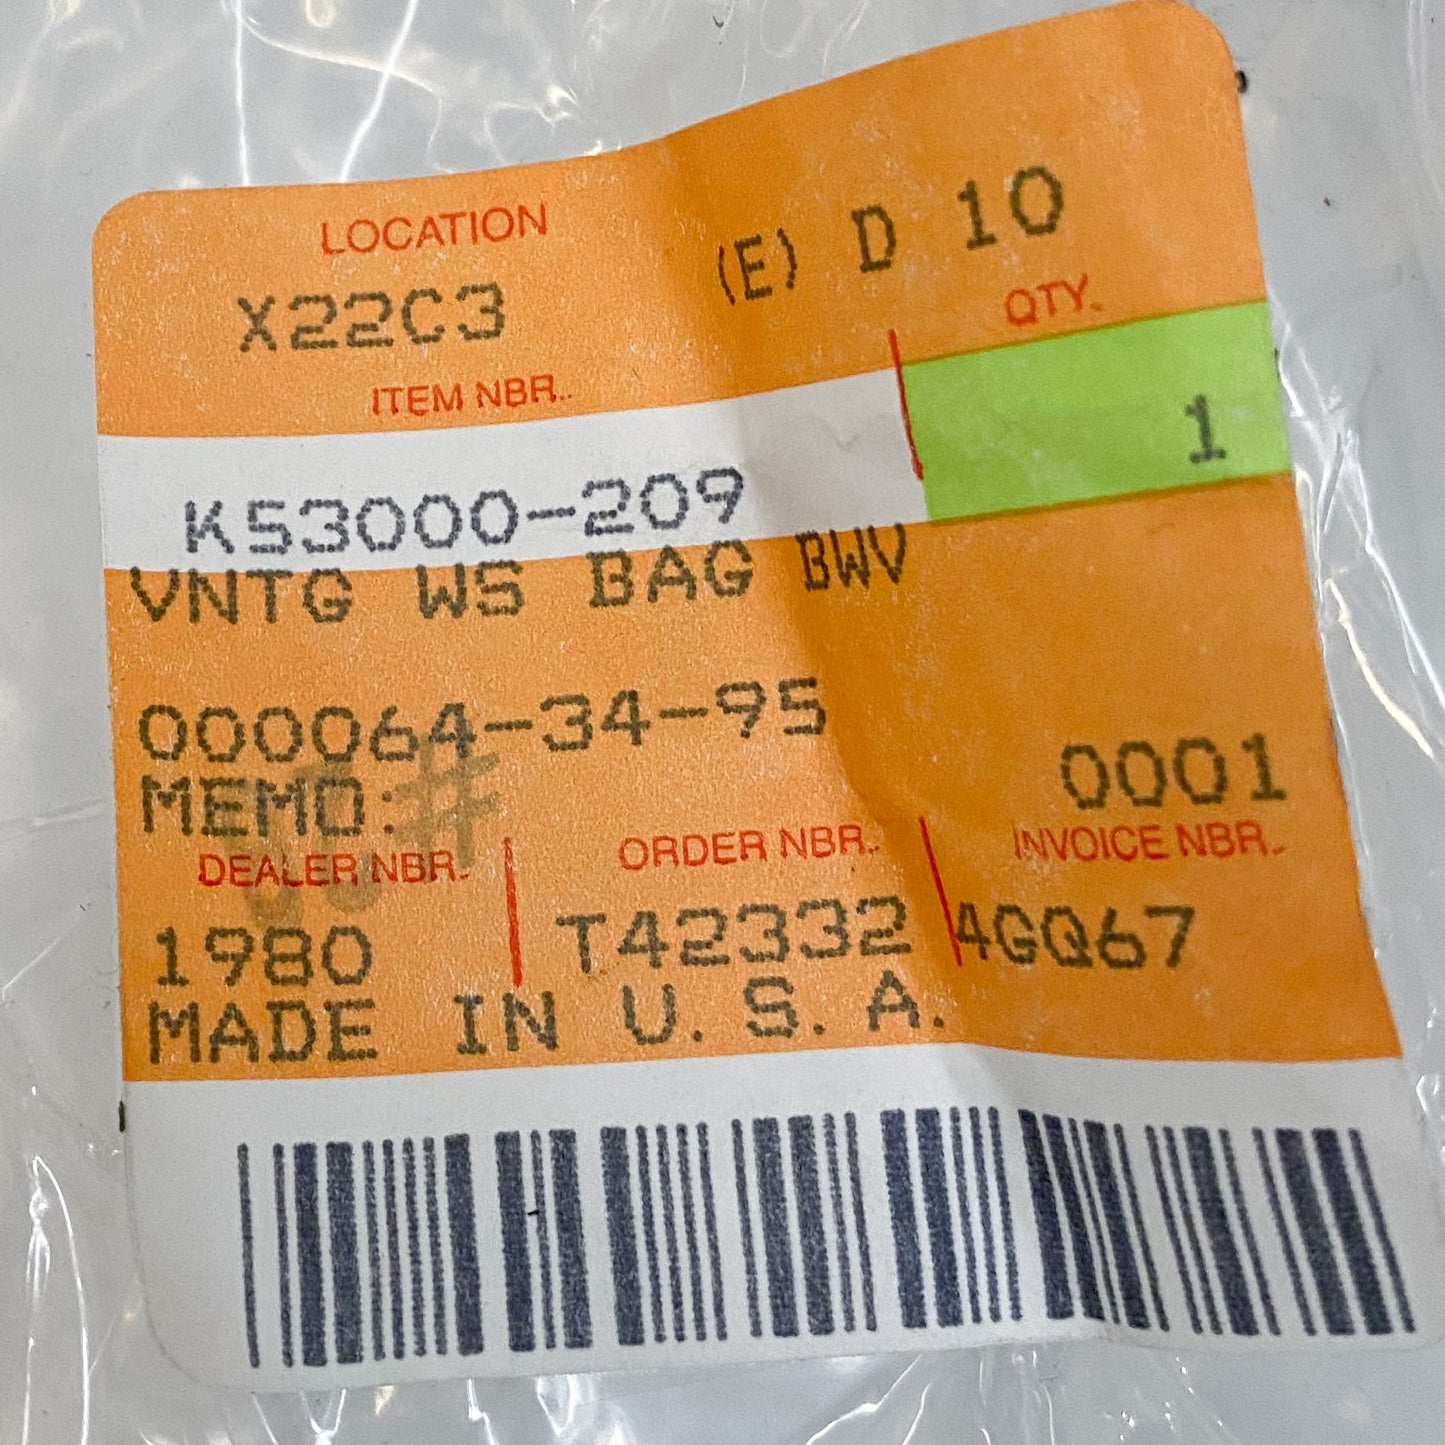 LOCATION
X22C3 (E) D 10
ITEM NBR.. QTY.
K53000-209 1
VNTG WS BAG BWV
000064-34-95
MEMO: 0001
DEALER NBR. ORDER NBR.. INVOICE NBR..
1980 T42332 4GQ67
MADE IN U.S.A.